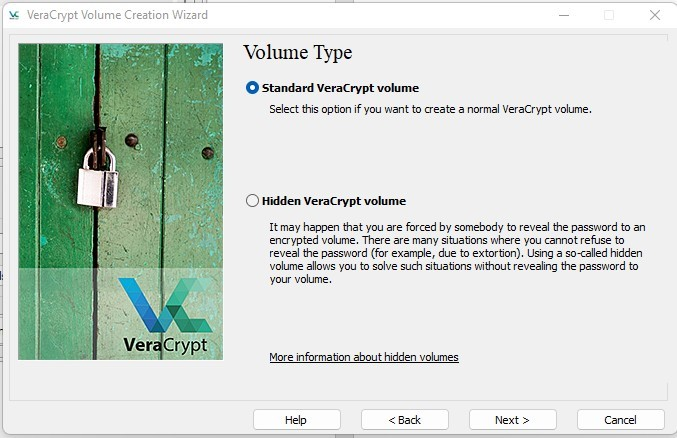 VeraCrypt Volume Creation Wizard
Volume Type
Standard VeraCrypt volume
Select this option if you want to create a normal VeraCrypt volume.
Hidden VeraCrypt volume
It may happen that you are forced by somebody to reveal the password to an
encrypted volume. There are many situations where you cannot refuse to
reveal the password (for example, due to extortion). Using a so-called hidden
volume allows you to solve such situations without revealing the password to
your volume.
VeraCrypt
More information about hidden volumes
Help
< Back
Next >
Cancel